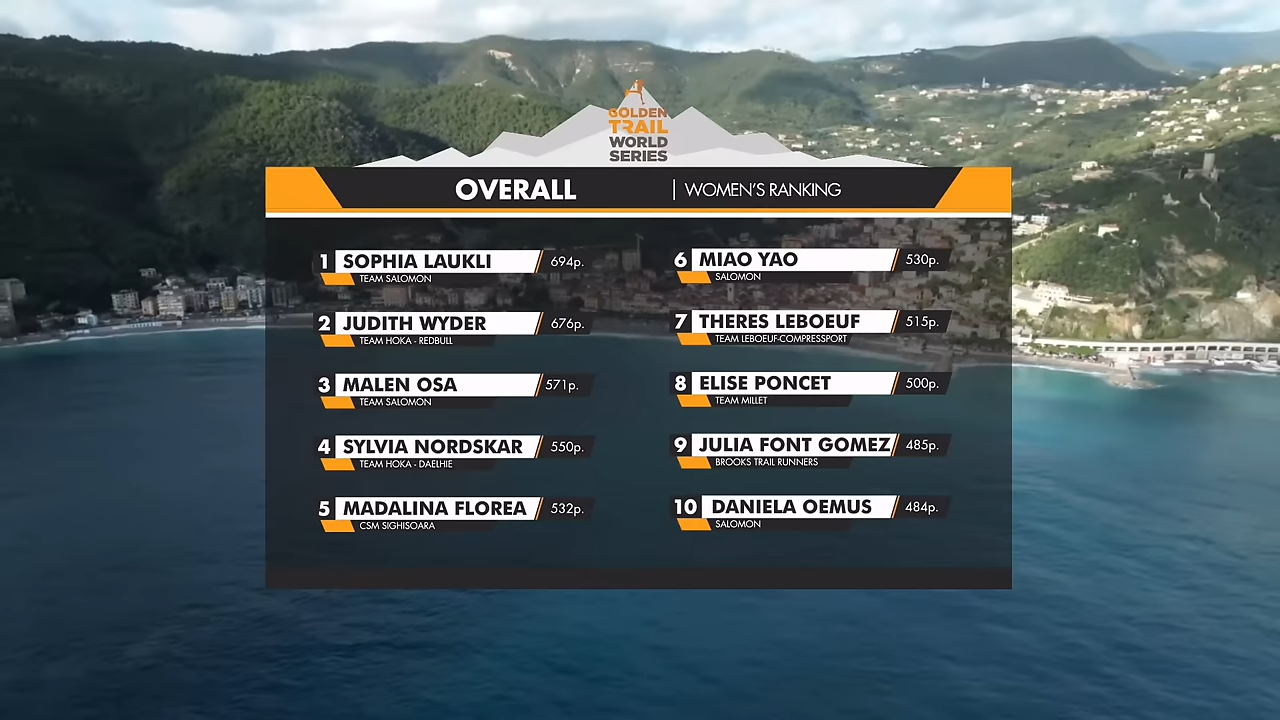 GOLDEN
TRAIL
WORLD
SERIES
OVERALL | WOMEN'S RANKING
1 SOPHIA LAUKLI 694p.
TEAM SALOMON
2 JUDITH WYDER 676p.
TEAM HOKA - REDBULL
3 MALEN OSA 571p.
TEAM SALOMON
4 SYLVIA NORDSKAR 550p.
TEAM HOKA - DAELHIE
5 MADALINA FLOREA 532p.
CSM SIGHISOARA
6 MIAO YAO 530p.
SALOMON
7 THERES LEBOEUF 515p.
TEAM LEBOEUF-COMPRESSPORT
8 ELISE PONCET 500p.
TEAM MILLET
9 JULIA FONT GOMEZ 485p.
BROOKS TRAIL RUNNERS
10 DANIELA OEMUS 484p.
SALOMON